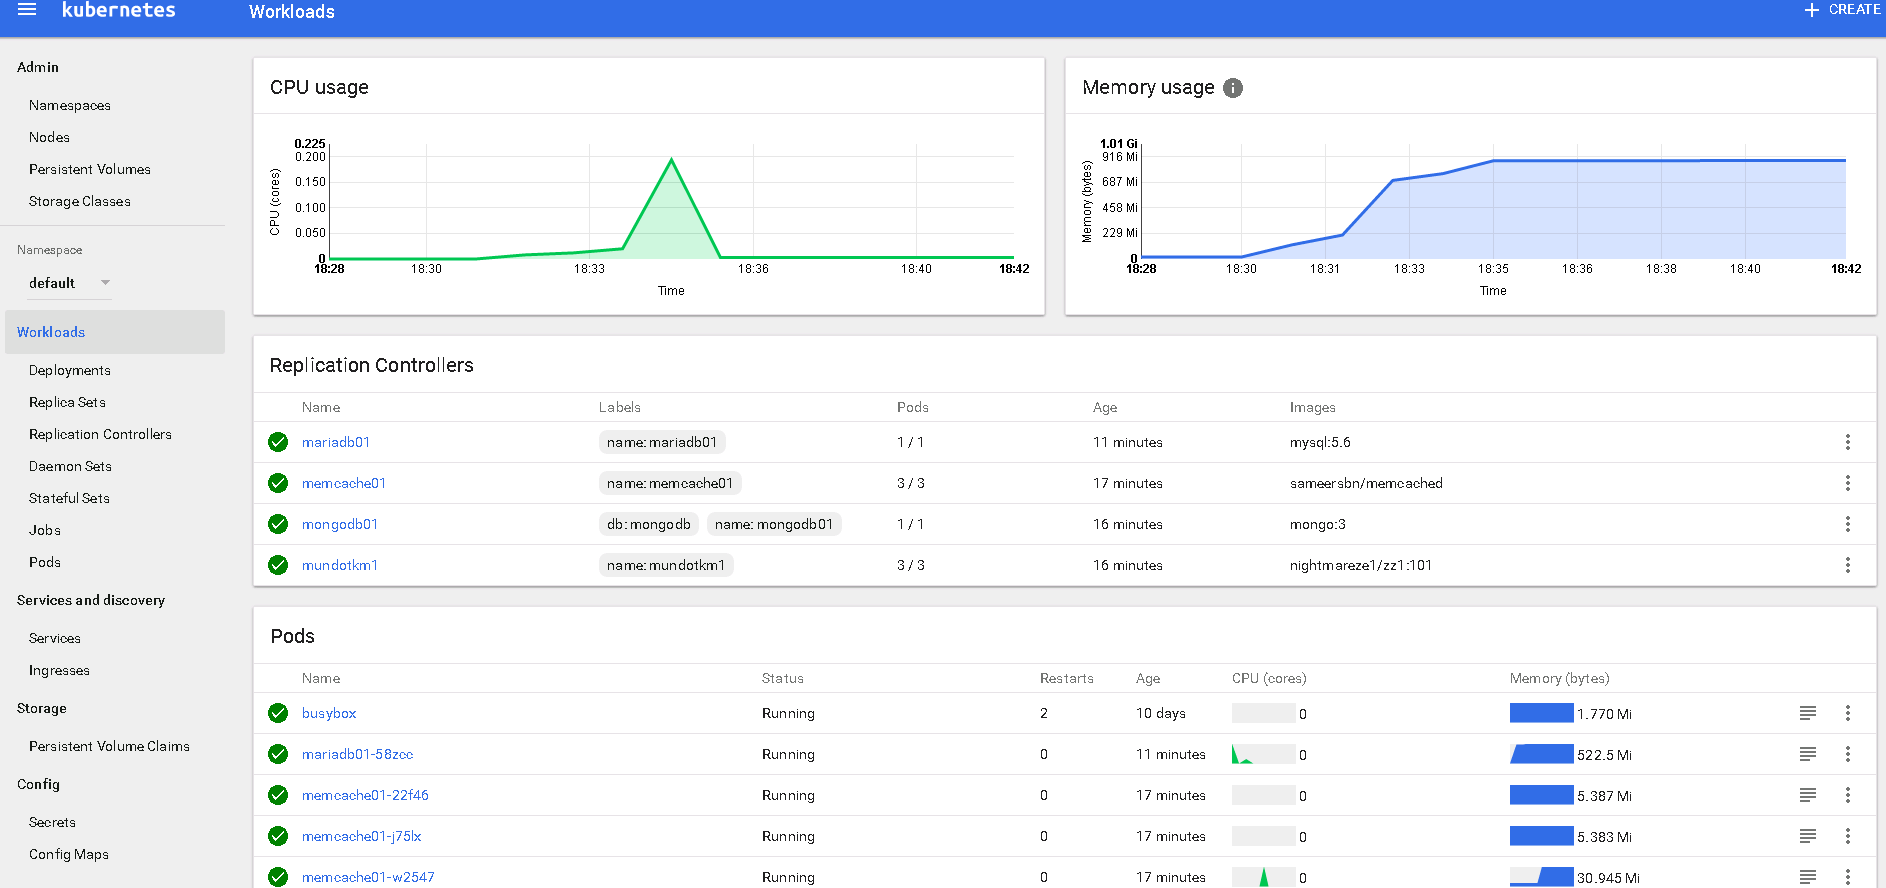 kubernetes
Workloads
CREATE
Admin
Namespaces
Nodes
Persistent Volumes
Storage Classes
Namespace
default
Workloads
Deployments
Replica Sets
Replication Controllers
Daemon Sets
Stateful Sets
Jobs
Pods
Services and discovery
Services
Ingresses
Storage
Persistent Volume Claims
Config
Secrets
Config Maps
CPU usage
CPU (cores)
0.225
0.200
0.150
0.100
0.050
0
18:28 18:30 18:33 18:36 18:40 18:42
Time
Memory usage
Memory (bytes)
1.01 Gi
916 Mi
687 Mi
458 Mi
229 Mi
0
18:28 18:30 18:31 18:33 18:35 18:36 18:38 18:40 18:42
Time
Replication Controllers
Name Labels Pods Age Images
mariadb01 name: mariadb01 1 / 1 11 minutes mysql:5.6
memcache01 name: memcache01 3 / 3 17 minutes sameersbn/memcached
mongodb01 db: mongodb name: mongodb01 1 / 1 16 minutes mongo:3
mundotkm1 name: mundotkm1 3 / 3 16 minutes nightmareze1/zz1:101
Pods
Name Status Restarts Age CPU (cores) Memory (bytes)
busybox Running 2 10 days 0 1.770 Mi
mariadb01-58zcc Running 0 11 minutes 0 522.5 Mi
memcache01-22f46 Running 0 17 minutes 0 5.387 Mi
memcache01-j75lx Running 0 17 minutes 0 5.383 Mi
memcache01-w2547 Running 0 17 minutes 0 30.945 Mi